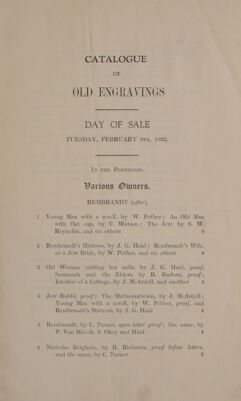 CATALOGUE
OF
OLD ENGRAVINGS
DAY OF SALE
TUESDAY, FEBRUARY 9TH, 1892.
IN THE PORTFOLIO.
Various Owners.
REMBRANDT (after).
1 Young Man with a scroll, by W. Pether; An Old Man
with flat cap, by T. Watson; The Jew, by S. W.
Reynolds, and six others 9
2 Rembrandt's Mistress, by J. G. Haid; Rembrandt's Wife,
as a Jew Bride, by W. Pether, and six others 8
3 Old Woman cutting her nails, by J. G. Haid, proof;
Susannah and the Elders, by R. Earlom, proof;
Interior of a Cottage, by J. McArdell, and another 4
4 Jew Rabbi, proof; The Mathematician, by J. McArdell;
Young Man with a scroll, by W. Pether, proof, and
Rembrandt's Mistress, by J. G. Haid 4
5 Rembrandt, by C. Turner, open letter proof; the same, by
P. Van Bleeck, S. Okey and Haid 4
6 Nicholas Berghem, by B. Richards, proof before letters,
and the same, by C. Turner 2